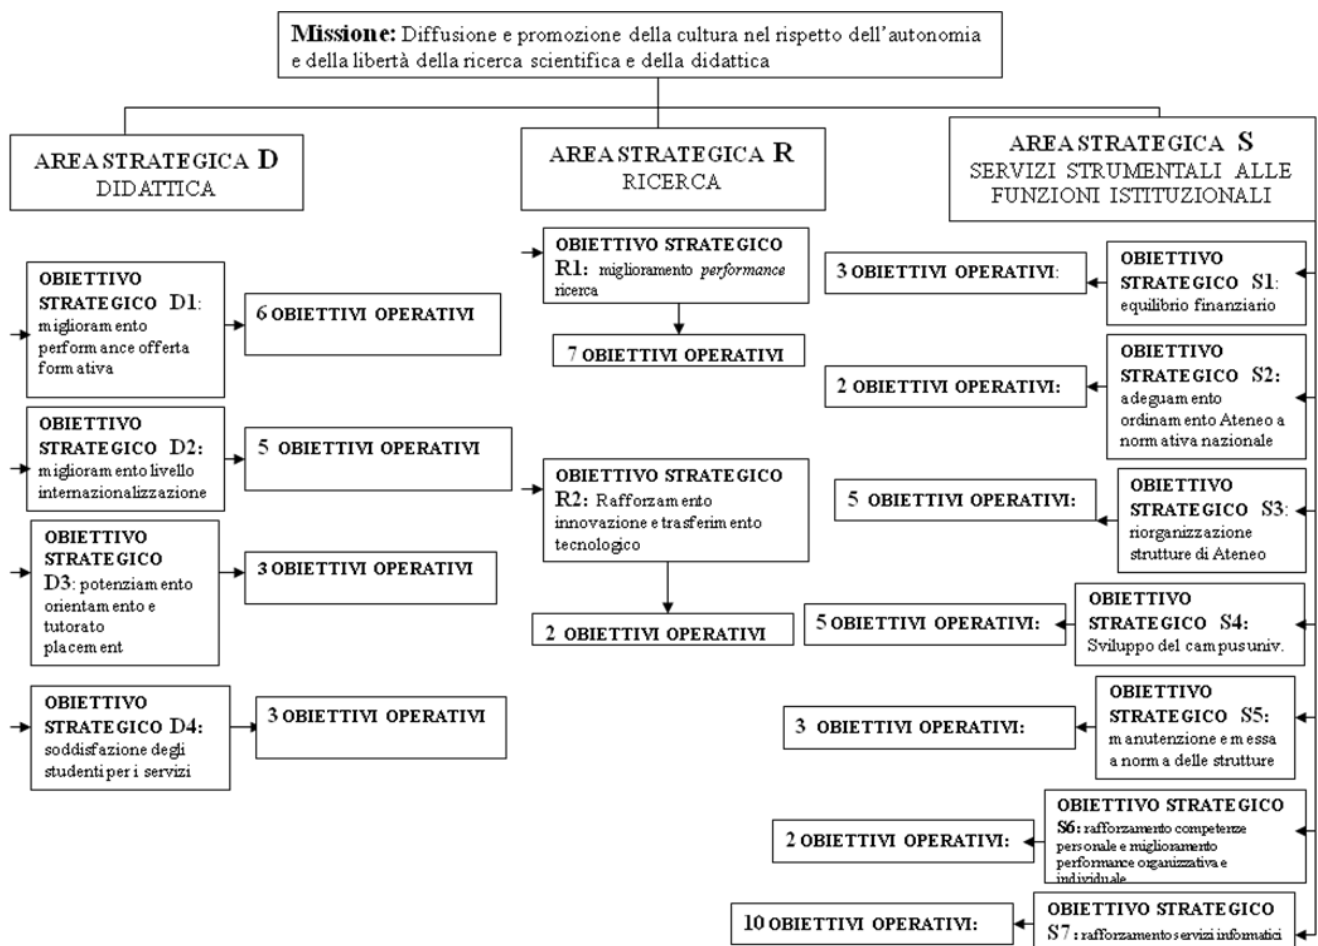 Missione: Diffusione e promozione della cultura nel rispetto dell'autonomia
e della libertà della ricerca scientifica e della didattica
AREA STRATEGICA D
DIDATTICA
AREA STRATEGICA R
RICERCA
AREA STRATEGICA S
SERVIZI STRUMENTALI ALLE
FUNZIONI ISTITUZIONALI
OBIETTIVO
STRATEGICO D1:
miglioramento
performance offerta
formativa
6 OBIETTIVI OPERATIVI
OBIETTIVO
STRATEGICO D2:
miglioramento livello
internazionalizzazione
5 OBIETTIVI OPERATIVI
OBIETTIVO
STRATEGICO
D3: potenziamento
orientamento e
tutorato
placement
3 OBIETTIVI OPERATIVI
OBIETTIVO
STRATEGICO D4:
soddisfazione degli
studenti per i servizi
3 OBIETTIVI OPERATIVI
OBIETTIVO STRATEGICO
R1: miglioramento performance
ricerca
7 OBIETTIVI OPERATIVI
OBIETTIVO STRATEGICO
R2: Rafforzamento
innovazione e trasferimento
tecnologico
2 OBIETTIVI OPERATIVI
OBIETTIVO
STRATEGICO S1:
equilibrio finanziario
3 OBIETTIVI OPERATIVI:
OBIETTIVO
STRATEGICO S2:
adeguamento
ordinamento Ateneo a
normativa nazionale
2 OBIETTIVI OPERATIVI:
OBIETTIVO
STRATEGICO S3:
riorganizzazione
strutture di Ateneo
5 OBIETTIVI OPERATIVI:
OBIETTIVO
STRATEGICO S4:
Sviluppo del campus univ.
5 OBIETTIVI OPERATIVI:
OBIETTIVO
STRATEGICO S5:
manutenzione e messa
a norma delle strutture
3 OBIETTIVI OPERATIVI:
OBIETTIVO STRATEGICO
S6: rafforzamento competenze
personale e miglioramento
performance organizzativa e
individuale
2 OBIETTIVI OPERATIVI:
OBIETTIVO STRATEGICO
S7: rafforzamento servizi informatici
10 OBIETTIVI OPERATIVI: